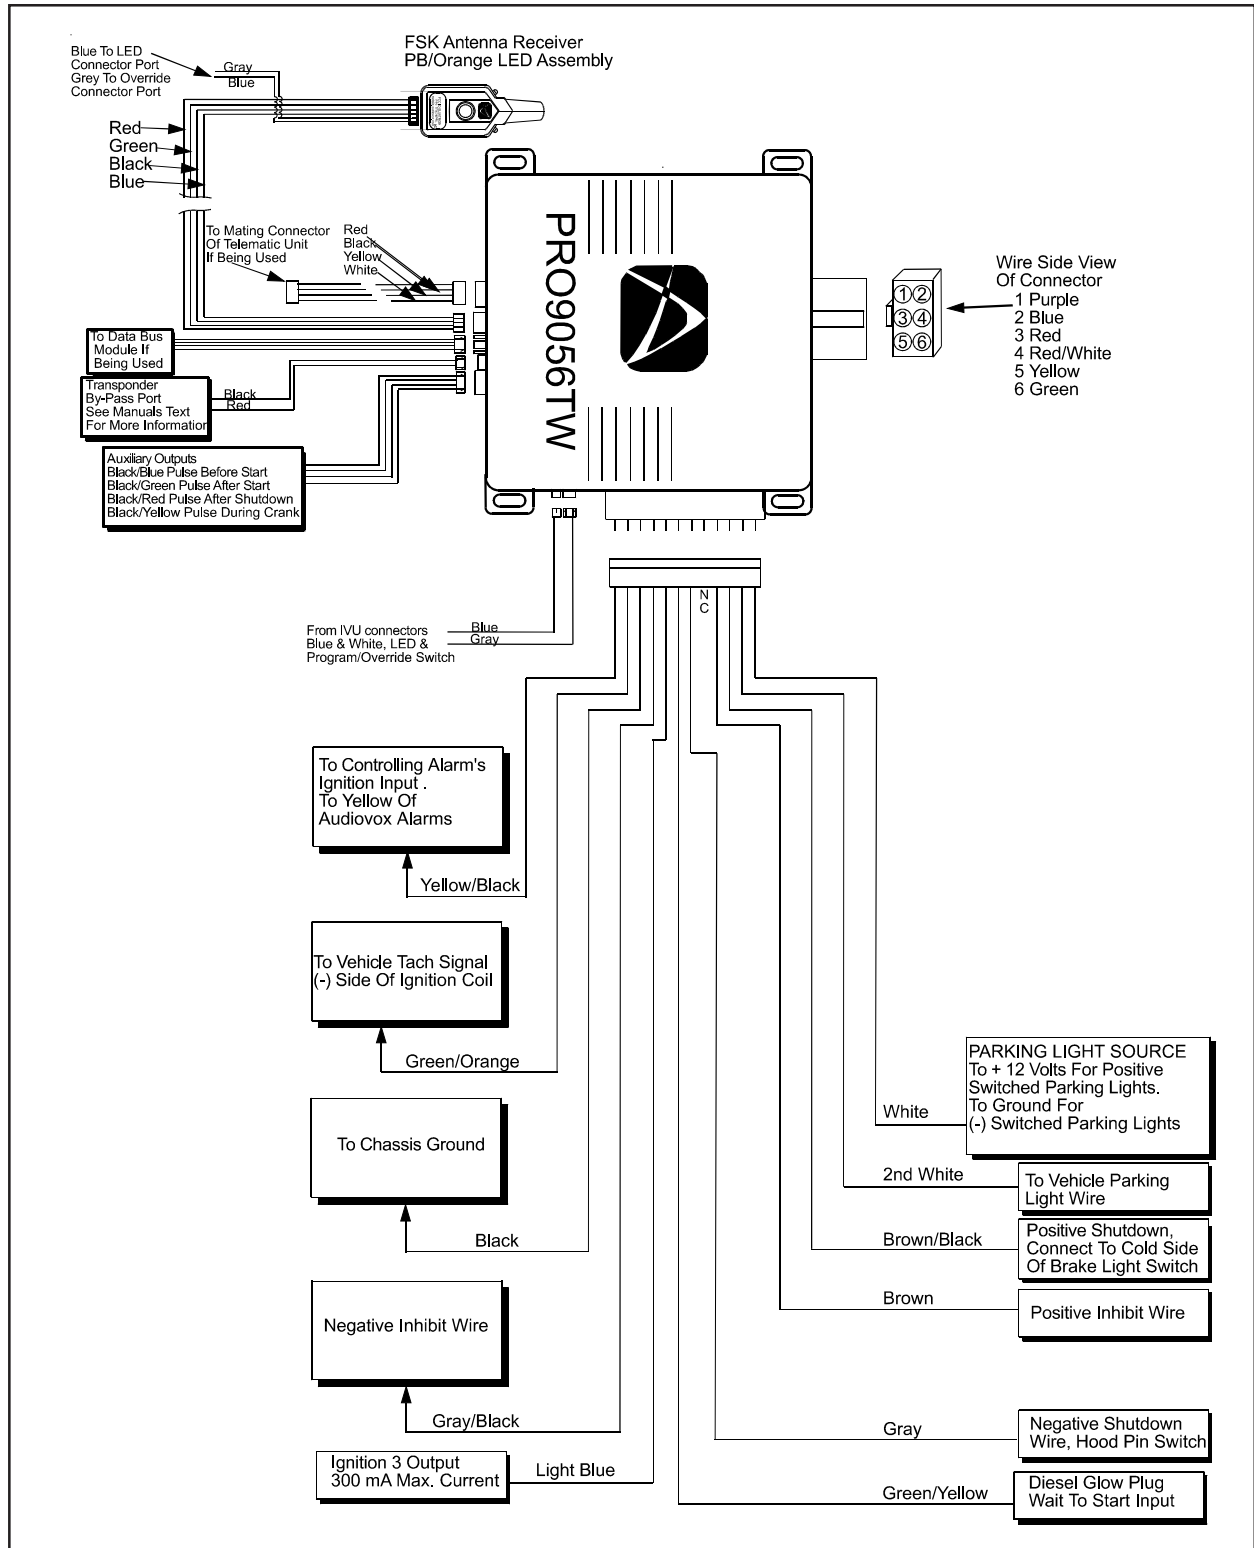 Blue To LED
Connector Port
Grey To Override
Connector Port
Gray
Blue
FSK Antenna Receiver
PB/Orange LED Assembly
Red
Green
Black
Blue
To Mating Connector
Of Telematic Unit
If Being Used
Red
Black
Yellow
White
PRO9056TW
Wire Side View
Of Connector
1 Purple
2 Blue
3 Red
4 Red/White
5 Yellow
6 Green
1 2
3 4
5 6
To Data Bus
Module If
Being Used
Transponder
By-Pass Port
See Manuals Text
For More Information
Black
Red
Auxiliary Outputs
Black/Blue Pulse Before Start
Black/Green Pulse After Start
Black/Red Pulse After Shutdown
Black/Yellow Pulse During Crank
N
C
From IVU connectors
Blue & White, LED &
Program/Override Switch
Blue
Gray
To Controlling Alarm's
Ignition Input .
To Yellow Of
Audiovox Alarms
Yellow/Black
To Vehicle Tach Signal
(-) Side Of Ignition Coil
Green/Orange
To Chassis Ground
Black
Negative Inhibit Wire
Gray/Black
Ignition 3 Output
300 mA Max. Current
Light Blue
White
PARKING LIGHT SOURCE
To + 12 Volts For Positive
Switched Parking Lights.
To Ground For
(-) Switched Parking Lights
2nd White
To Vehicle Parking
Light Wire
Brown/Black
Positive Shutdown,
Connect To Cold Side
Of Brake Light Switch
Brown
Positive Inhibit Wire
Gray
Negative Shutdown
Wire, Hood Pin Switch
Green/Yellow
Diesel Glow Plug
Wait To Start Input